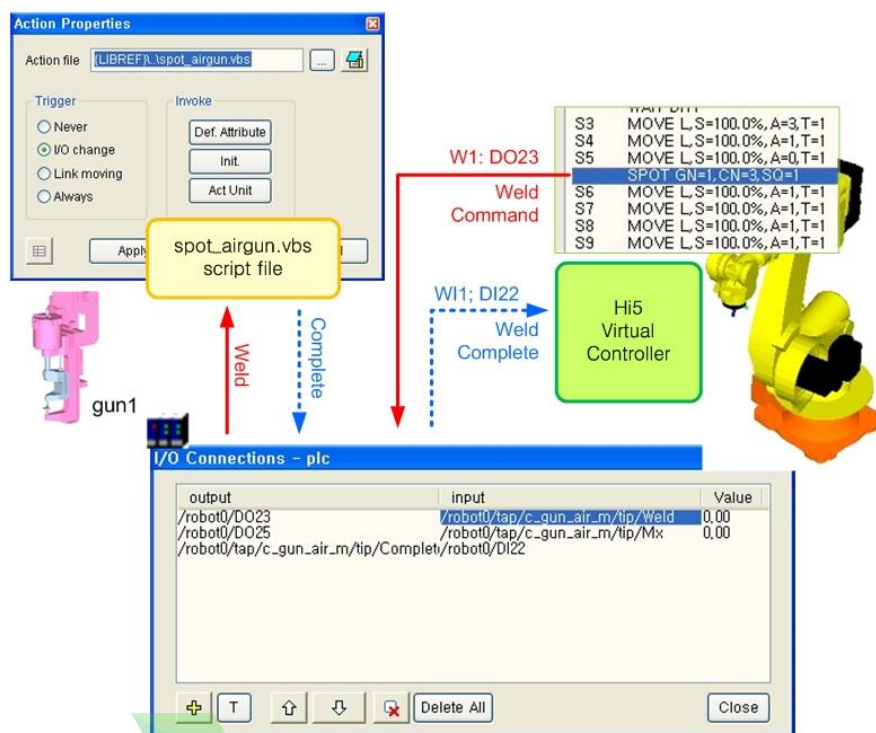 Action Properties
Action file
{LIBREF}\..\spot_airgun.vbs
...
Trigger
Never
I/O change
Link moving
Always
Invoke
Def. Attribute
Init.
Act Unit
Apply
spot_airgun.vbs
script file
S3 MOVE L,S=100.0%,A=3,T=1
S4 MOVE L,S=100.0%,A=1,T=1
S5 MOVE L,S=100.0%,A=0,T=1
SPOT GN=1,CN=3,SQ=1
S6 MOVE L,S=100.0%,A=1,T=1
S7 MOVE L,S=100.0%,A=1,T=1
S8 MOVE L,S=100.0%,A=1,T=1
S9 MOVE L,S=100.0%,A=1,T=1
W1: DO23
Weld
Command
WI1; DI22
Weld
Complete
Hi5
Virtual
Controller
Weld
Complete
gun1
I/O Connections - plc
output input Value
/robot0/DO23 /robot0/tap/c_gun_air_m/tip/Weld 0,00
/robot0/DO25 /robot0/tap/c_gun_air_m/tip/Mx 0,00
/robot0/tap/c_gun_air_m/tip/Complet /robot0/DI22
T
Delete All
Close